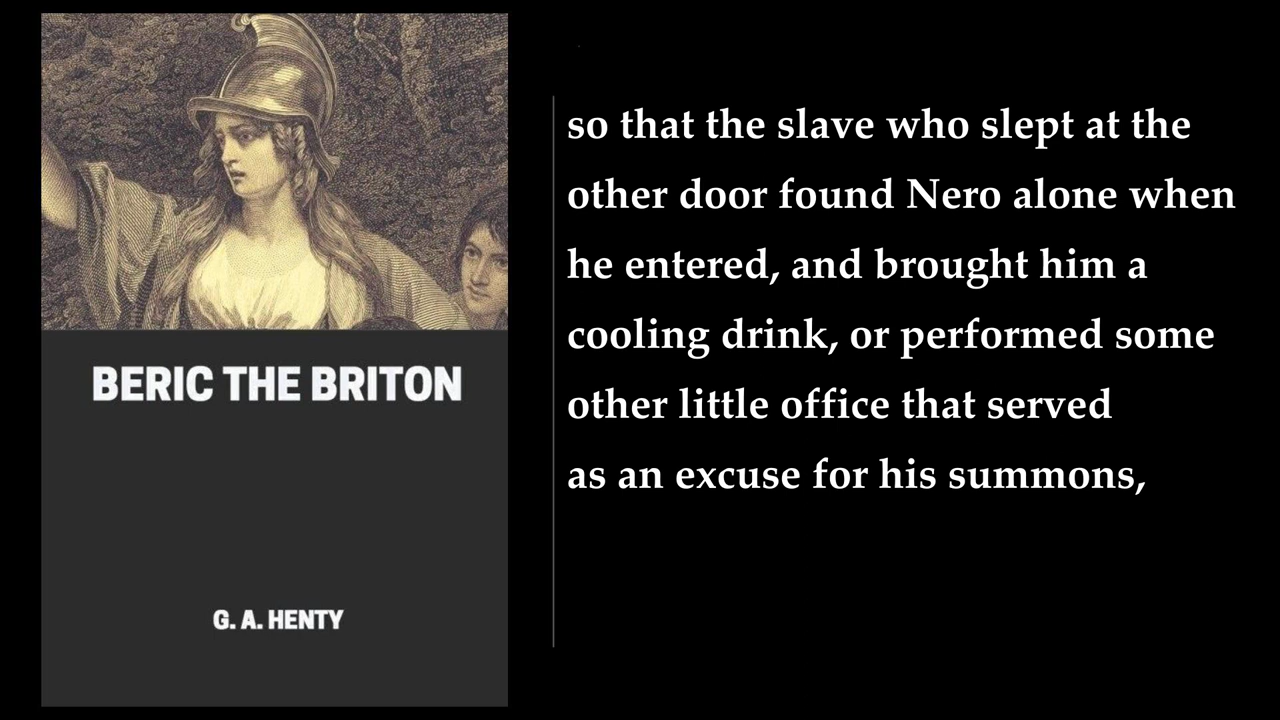 BERIC THE BRITON
G. A. HENTY
so that the slave who slept at the
other door found Nero alone when
he entered, and brought him a
cooling drink, or performed some
other little office that served
as an excuse for his summons,